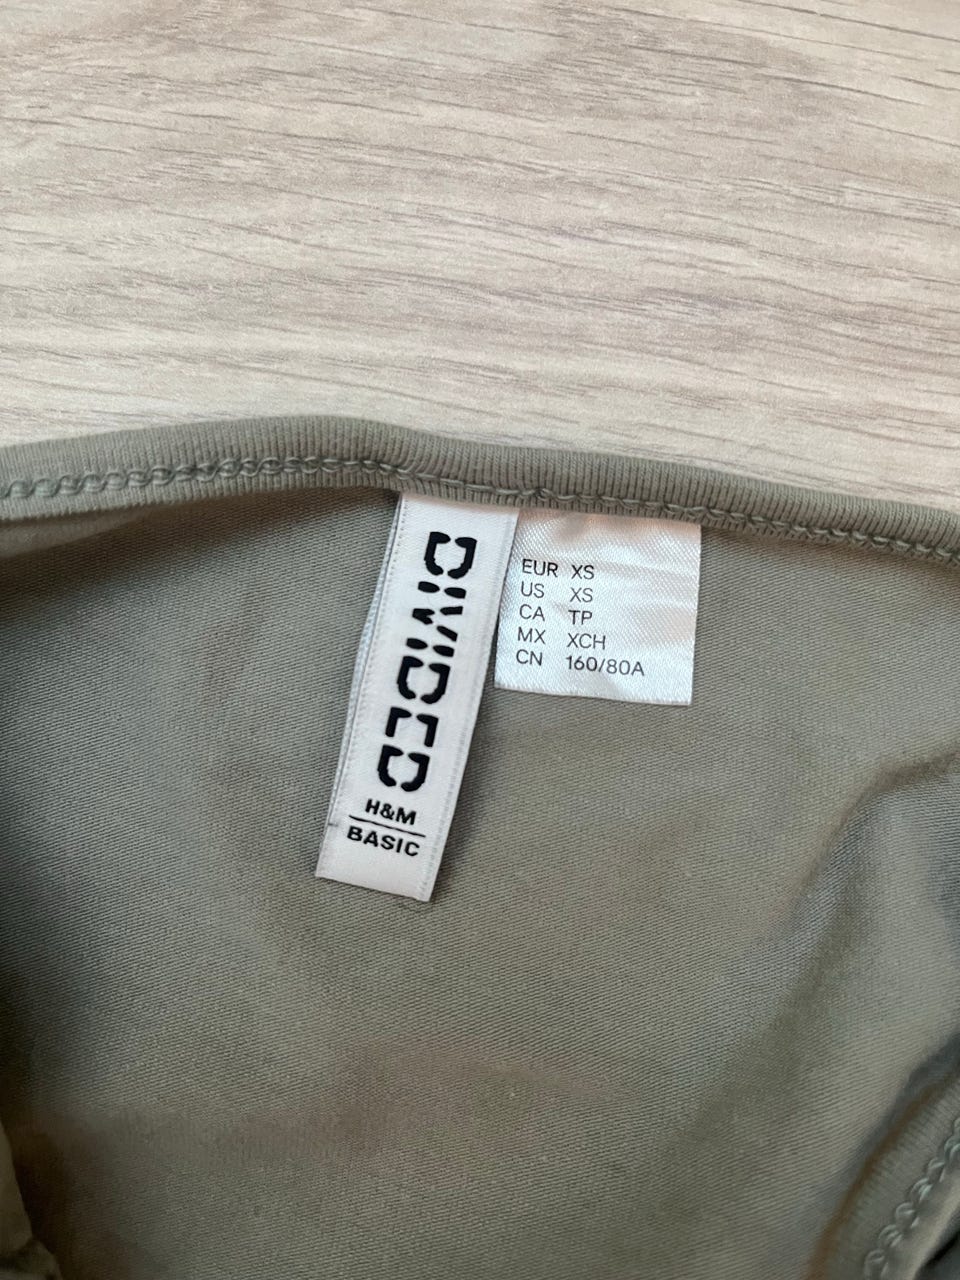 DIVIDED
H&M
BASIC
EUR XS
US XS
CA TP
MX XCH
CN 160/80A